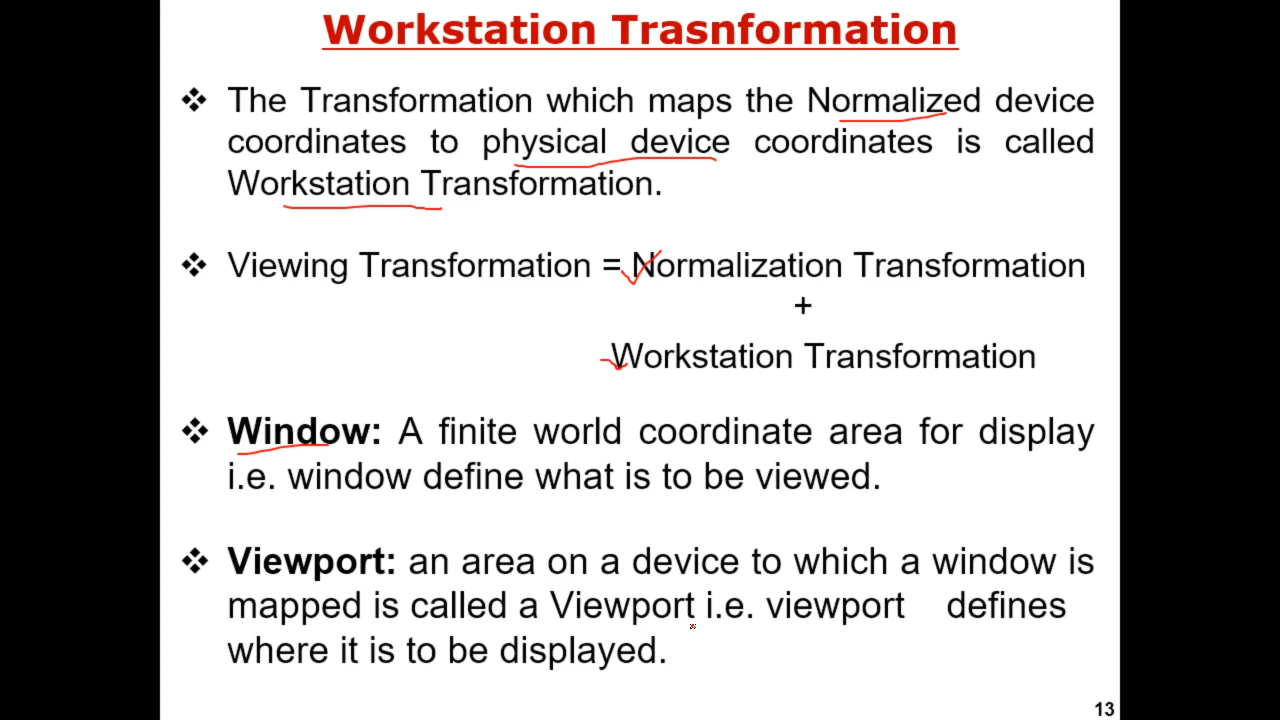 Workstation Trasnformation
❖ The Transformation which maps the Normalized device
coordinates to physical device coordinates is called
Workstation Transformation.
❖ Viewing Transformation = Normalization Transformation
+
Workstation Transformation
❖ Window: A finite world coordinate area for display
i.e. window define what is to be viewed.
❖ Viewport: an area on a device to which a window is
mapped is called a Viewport i.e. viewport defines
where it is to be displayed.
13